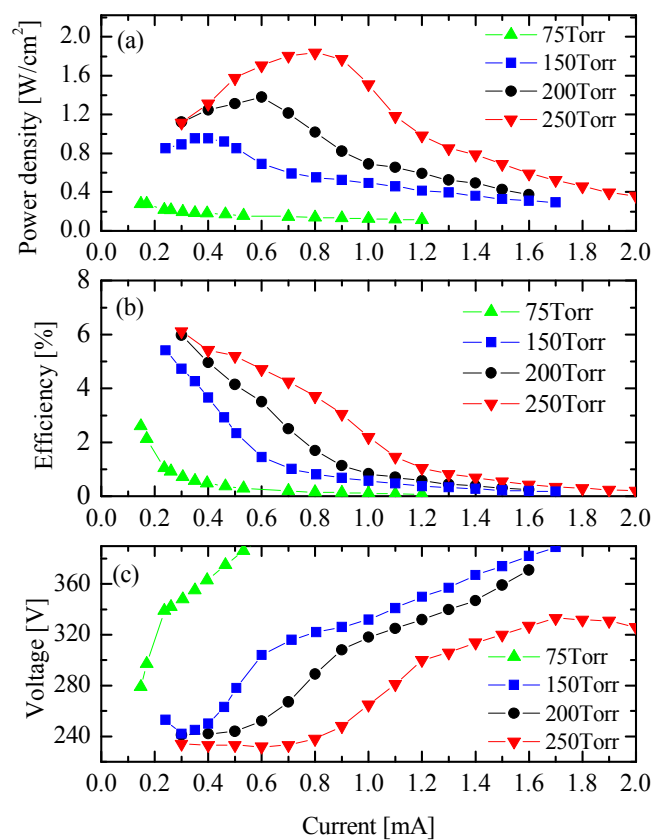 (a)
75Torr
150Torr
200Torr
250Torr
Power density [W/cm²]
2.0
1.6
1.2
0.8
0.4
0.0
0.0 0.2 0.4 0.6 0.8 1.0 1.2 1.4 1.6 1.8 2.0
(b)
75Torr
150Torr
200Torr
250Torr
Efficiency [%]
8
6
4
2
0
0.0 0.2 0.4 0.6 0.8 1.0 1.2 1.4 1.6 1.8 2.0
(c)
75Torr
150Torr
200Torr
250Torr
Voltage [V]
360
320
280
240
0.0 0.2 0.4 0.6 0.8 1.0 1.2 1.4 1.6 1.8 2.0
Current [mA]